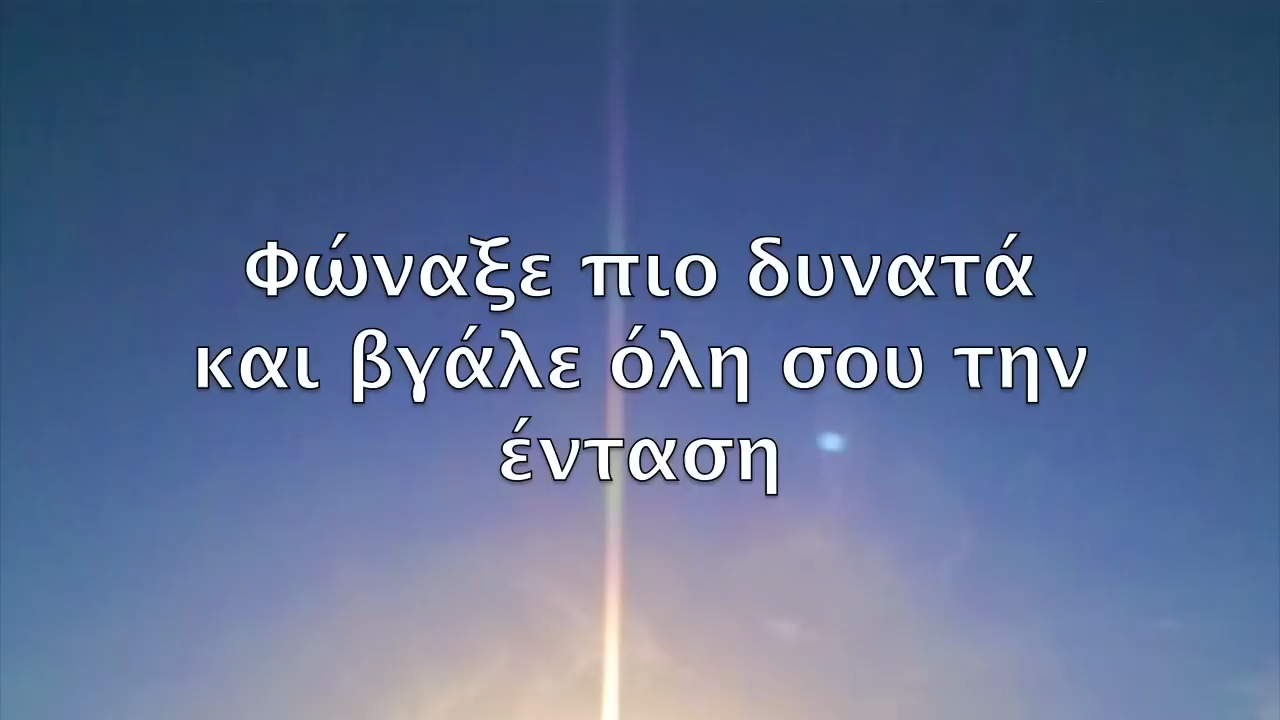 Φώναξε πιο δυνατά
και βγάλε όλη σου την
ένταση